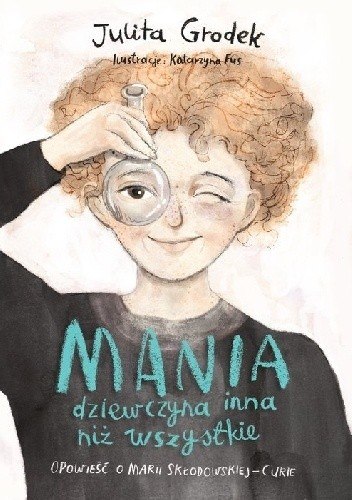 Julita Grodek
Ilustracje: Katarzyna Fus
MANIA
dziewczyna inna
niż wszystkie
OPOWIEŚĆ O MARII SKŁODOWSKIEJ-CURIE